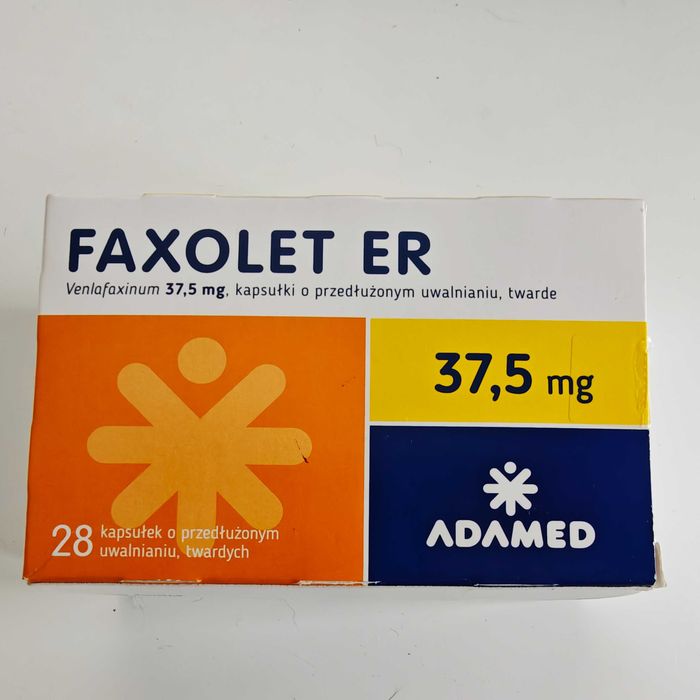 FAXOLET ER
Venlafaxinum 37,5 mg, kapsułki o przedłużonym uwalnianiu, twarde
37,5 mg
28 kapsułek o przedłużonym
uwalnianiu, twardych
ADAMED